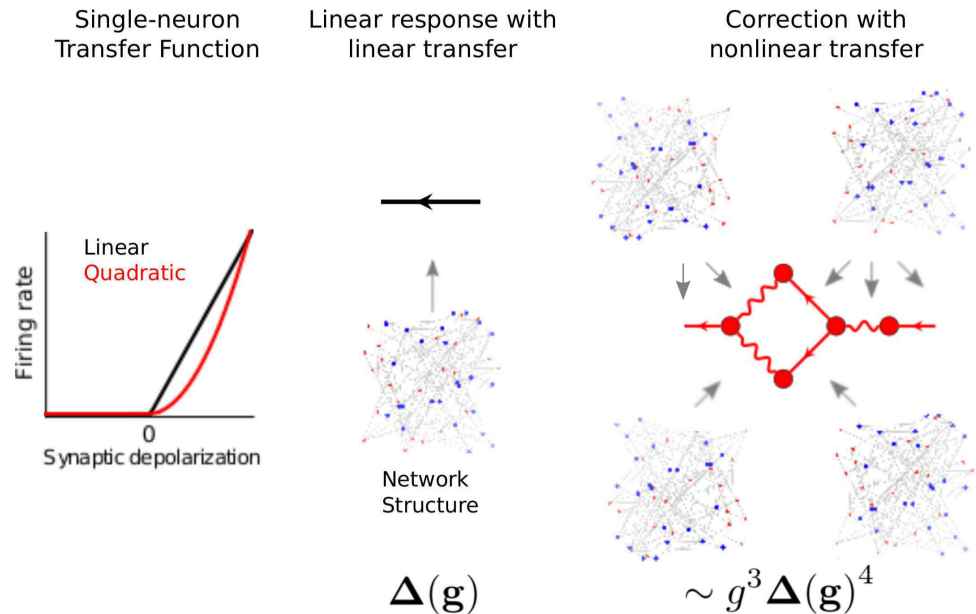 Single-neuron
Transfer Function
Linear response with
linear transfer
Correction with
nonlinear transfer
Linear
Quadratic
Firing rate
0
Synaptic depolarization
Network
Structure
Δ(g)
∼ g³Δ(g)⁴